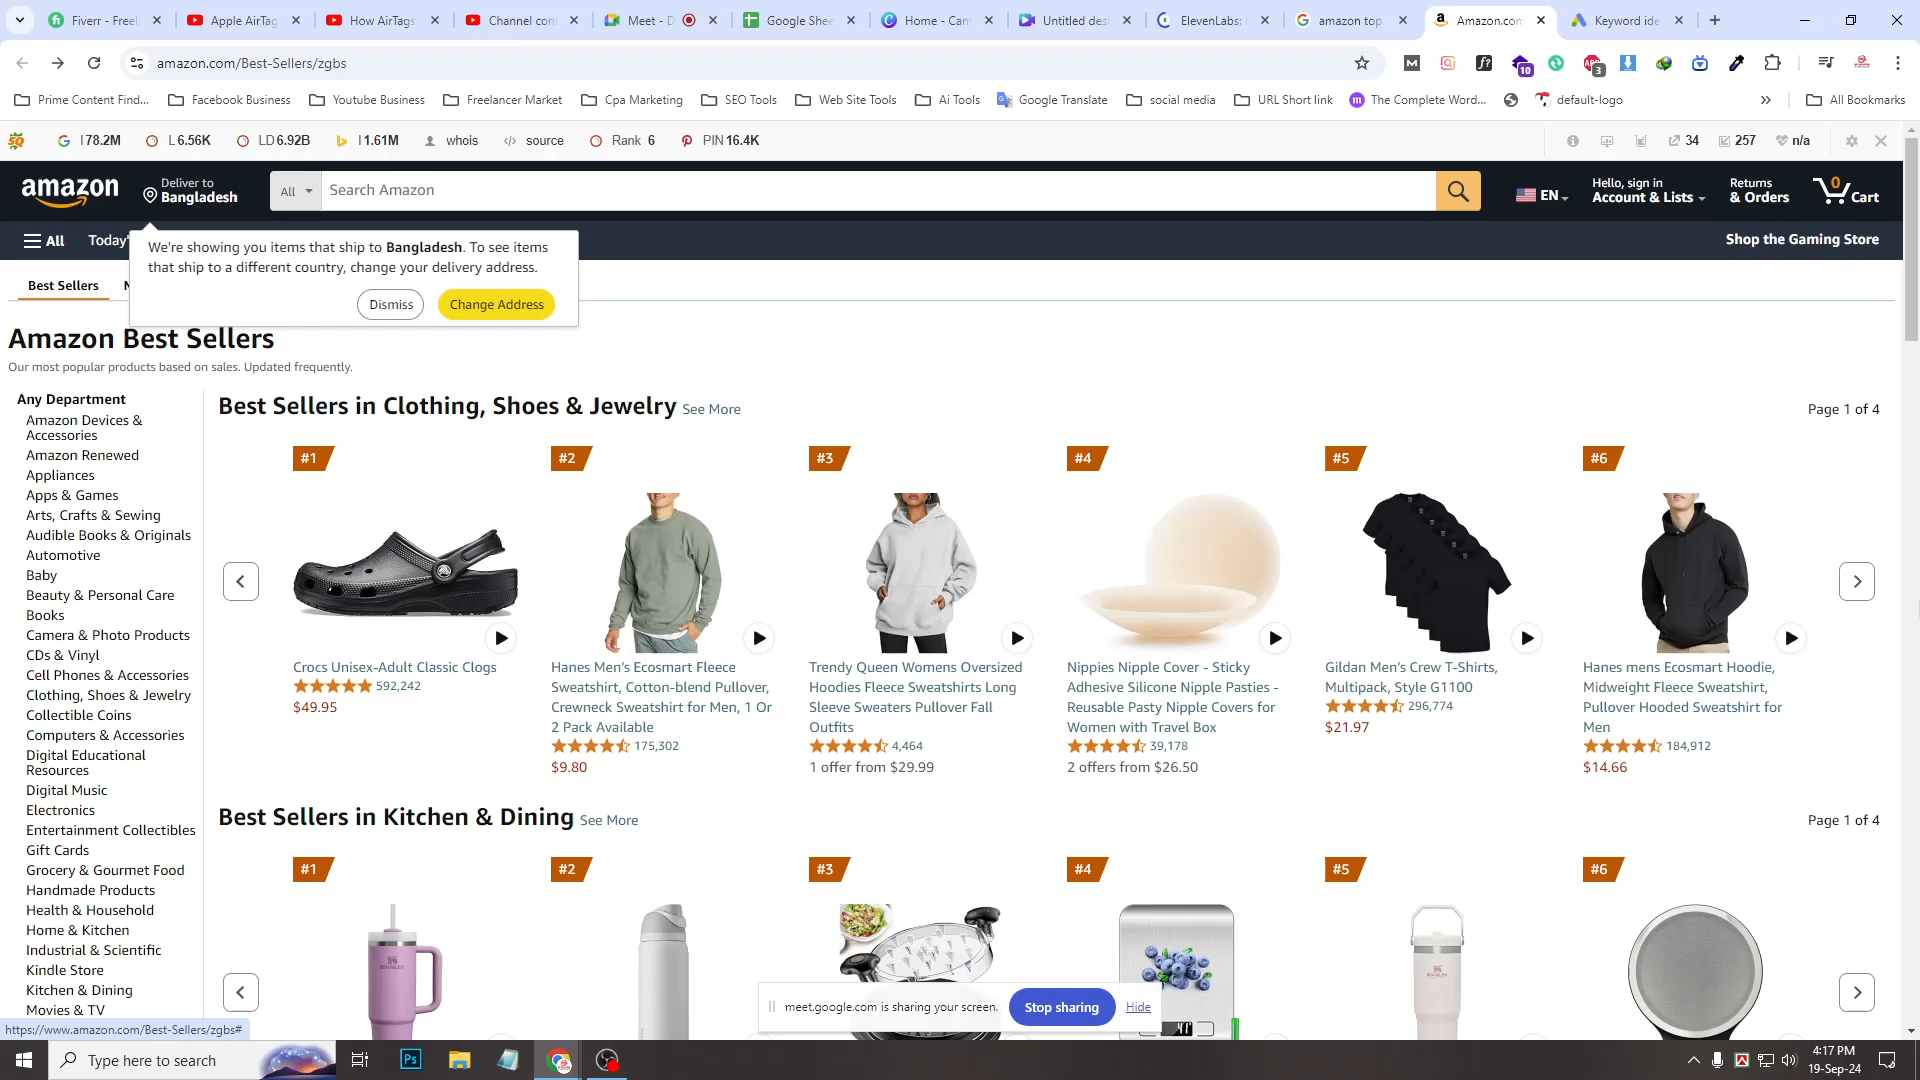 Fiverr - Freel
Apple AirTag
How AirTags
Channel con
Meet - D
Google Shee
Home - Can
Untitled desi
ElevenLabs:
amazon top
Amazon.com
Keyword ide
amazon.com/Best-Sellers/zgbs
10
3
Prime Content Find...
Facebook Business
Youtube Business
Freelancer Market
Cpa Marketing
SEO Tools
Web Site Tools
Ai Tools
Google Translate
social media
URL Short link
The Complete Word...
default-logo
All Bookmarks
I 78.2M
L 6.56K
LD 6.92B
I 1.61M
whois
source
Rank 6
PIN 16.4K
34
257
n/a
amazon
Deliver to
Bangladesh
All
Search Amazon
EN
Hello, sign in
Account & Lists
Returns
& Orders
0
Cart
All
Today'
Shop the Gaming Store
We're showing you items that ship to Bangladesh. To see items
that ship to a different country, change your delivery address.
Dismiss
Change Address
Best Sellers
Amazon Best Sellers
Our most popular products based on sales. Updated frequently.
Any Department
Amazon Devices &
Accessories
Amazon Renewed
Appliances
Apps & Games
Arts, Crafts & Sewing
Audible Books & Originals
Automotive
Baby
Beauty & Personal Care
Books
Camera & Photo Products
CDs & Vinyl
Cell Phones & Accessories
Clothing, Shoes & Jewelry
Collectible Coins
Computers & Accessories
Digital Educational
Resources
Digital Music
Electronics
Entertainment Collectibles
Gift Cards
Grocery & Gourmet Food
Handmade Products
Health & Household
Home & Kitchen
Industrial & Scientific
Kindle Store
Kitchen & Dining
Movies & TV
Best Sellers in Clothing, Shoes & Jewelry See More
Page 1 of 4
#1
Crocs Unisex-Adult Classic Clogs
592,242
$49.95
#2
Hanes Men's Ecosmart Fleece
Sweatshirt, Cotton-blend Pullover,
Crewneck Sweatshirt for Men, 1 Or
2 Pack Available
175,302
$9.80
#3
Trendy Queen Womens Oversized
Hoodies Fleece Sweatshirts Long
Sleeve Sweaters Pullover Fall
Outfits
4,464
1 offer from $29.99
#4
Nippies Nipple Cover - Sticky
Adhesive Silicone Nipple Pasties -
Reusable Pasty Nipple Covers for
Women with Travel Box
39,178
2 offers from $26.50
#5
Gildan Men's Crew T-Shirts,
Multipack, Style G1100
296,774
$21.97
#6
Hanes mens Ecosmart Hoodie,
Midweight Fleece Sweatshirt,
Pullover Hooded Sweatshirt for
Men
184,912
$14.66
Best Sellers in Kitchen & Dining See More
Page 1 of 4
#1
#2
#3
#4
#5
#6
STANLEY
STANLEY
meet.google.com is sharing your screen.
Stop sharing
Hide
https://www.amazon.com/Best-Sellers/zgbs#
Type here to search
Ps
4:17 PM
19-Sep-24